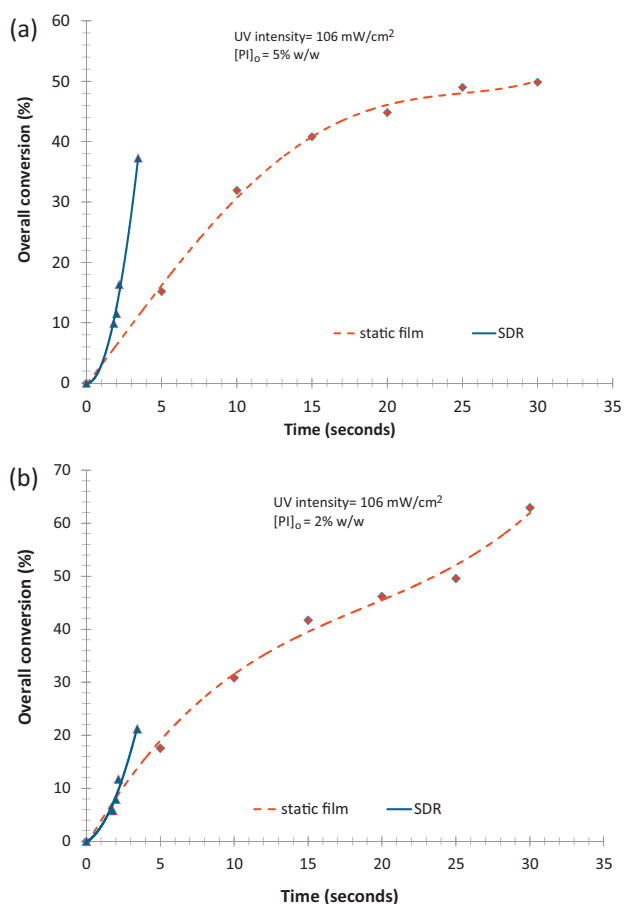 (a)
UV intensity= 106 mW/cm²
[PI]ₒ = 5% w/w
Overall conversion (%)
60
50
40
30
20
10
0
static film
SDR
0 5 10 15 20 25 30 35
Time (seconds)
(b)
UV intensity= 106 mW/cm²
[PI]ₒ = 2% w/w
Overall conversion (%)
70
60
50
40
30
20
10
0
static film
SDR
0 5 10 15 20 25 30 35
Time (seconds)